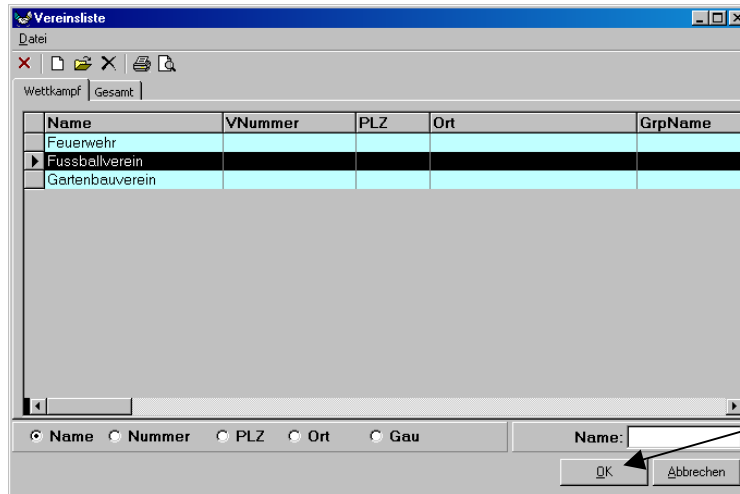 Vereinsliste
Datei
Wettkampf Gesamt
Name VNummer PLZ Ort GrpName
Feuerwehr
Fussballverein
Gartenbauverein
Name Nummer PLZ Ort Gau Name:
OK Abbrechen